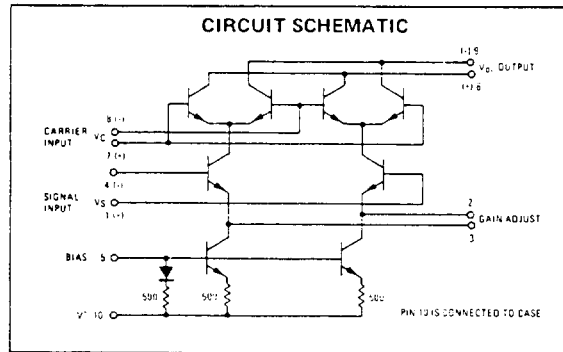 CIRCUIT SCHEMATIC
(-) 9
VO, OUTPUT
(+) 6
8 (-)
CARRIER
INPUT
VC
7 (+)
4 (-)
SIGNAL
INPUT
VS
1 (+)
2
GAIN ADJUST
3
BIAS 5
500
500
500
V- 10
PIN 10 IS CONNECTED TO CASE